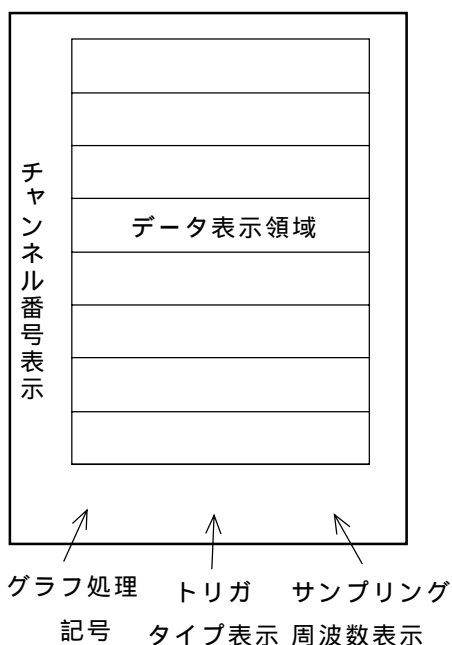 チャンネル番号表示
データ表示領域
グラフ処理
記号
トリガ
タイプ表示
サンプリング
周波数表示